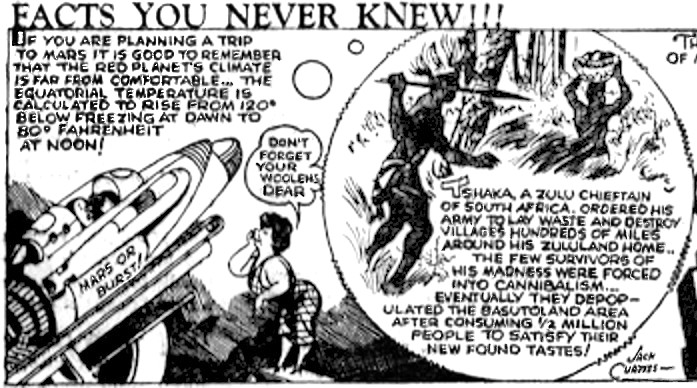 FACTS YOU NEVER KNEW!!!
IF YOU ARE PLANNING A TRIP
TO MARS IT IS GOOD TO REMEMBER
THAT THE RED PLANET'S CLIMATE
IS FAR FROM COMFORTABLE... THE
EQUATORIAL TEMPERATURE IS
CALCULATED TO RISE FROM 120°
BELOW FREEZING AT DAWN TO
80° FAHRENHEIT
AT NOON!
DON'T
FORGET
YOUR
WOOLENS
DEAR
MARS OR
BURST!
TSHAKA, A ZULU CHIEFTAIN
OF SOUTH AFRICA, ORDERED HIS
ARMY TO LAY WASTE AND DESTROY
VILLAGES HUNDREDS OF MILES
AROUND HIS ZULULAND HOME..
THE FEW SURVIVORS OF
HIS MADNESS WERE FORCED
INTO CANNIBALISM...
EVENTUALLY THEY DEPOP-
ULATED THE BASUTOLAND AREA
AFTER CONSUMING 1/2 MILLION
PEOPLE TO SATISFY THEIR
NEW FOUND TASTES!
JACK
CURTISS
TH
OF